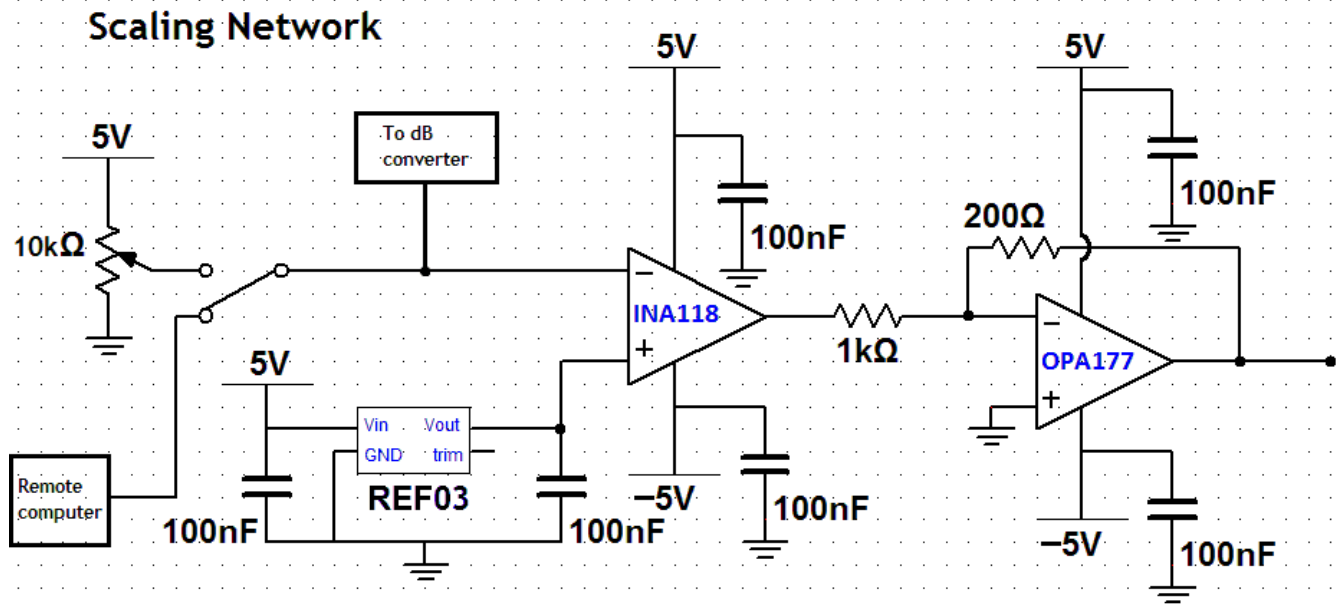 Scaling Network
5V
5V
5V
To dB
converter
100nF
100nF
200Ω
10kΩ
INA118
1kΩ
OPA177
5V
Vin
Vout
GND
trim
REF03
Remote
computer
100nF
100nF
−5V
100nF
−5V
100nF